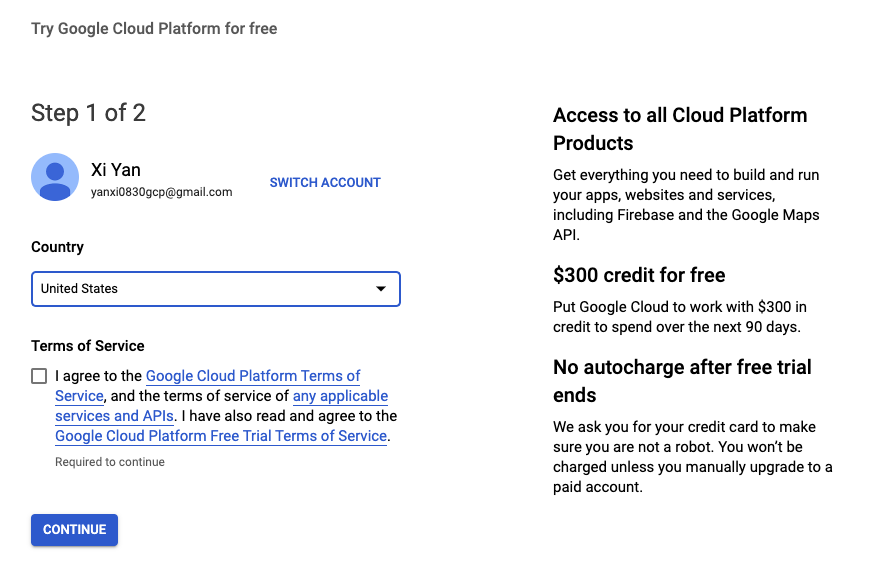 Try Google Cloud Platform for free
Step 1 of 2
Xi Yan
yanxi0830gcp@gmail.com
SWITCH ACCOUNT
Country
United States
Terms of Service
I agree to the Google Cloud Platform Terms of
Service, and the terms of service of any applicable
services and APIs. I have also read and agree to the
Google Cloud Platform Free Trial Terms of Service.
Required to continue
CONTINUE
Access to all Cloud Platform
Products
Get everything you need to build and run
your apps, websites and services,
including Firebase and the Google Maps
API.
$300 credit for free
Put Google Cloud to work with $300 in
credit to spend over the next 90 days.
No autocharge after free trial
ends
We ask you for your credit card to make
sure you are not a robot. You won’t be
charged unless you manually upgrade to a
paid account.